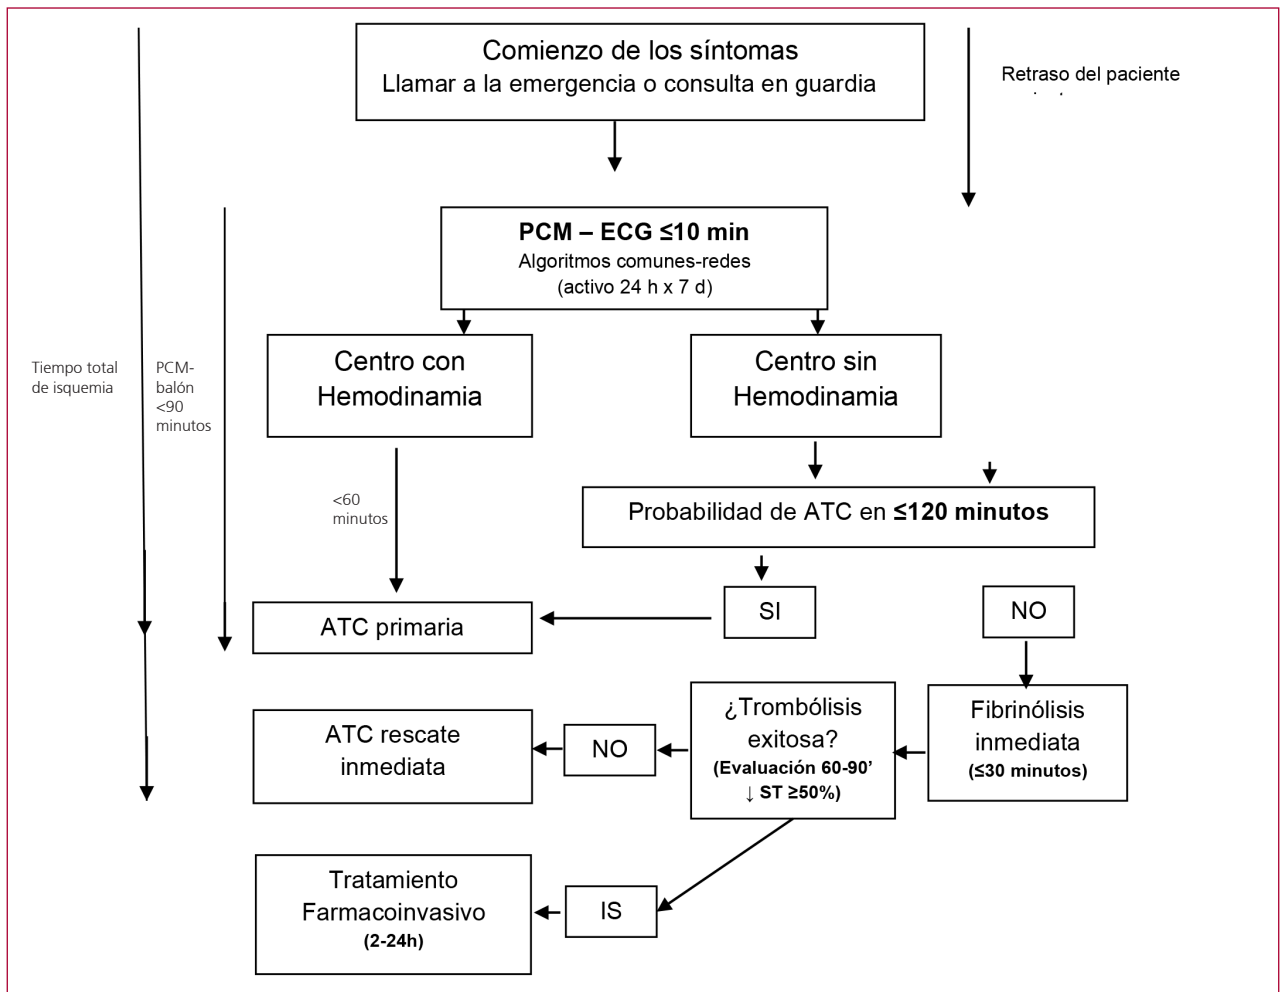 Comienzo de los síntomas
Llamar a la emergencia o consulta en guardia
Retraso del paciente
PCM – ECG ≤10 min
Algoritmos comunes-redes
(activo 24 h x 7 d)
Tiempo total
de isquemia
PCM-
balón
<90
minutos
Centro con
Hemodinamia
Centro sin
Hemodinamia
<60
minutos
Probabilidad de ATC en ≤120 minutos
SI
NO
ATC primaria
¿Trombólisis
exitosa?
(Evaluación 60-90’
↓ ST ≥50%)
Fibrinólisis
inmediata
(≤30 minutos)
NO
ATC rescate
inmediata
Tratamiento
Farmacoinvasivo
(2-24h)
IS